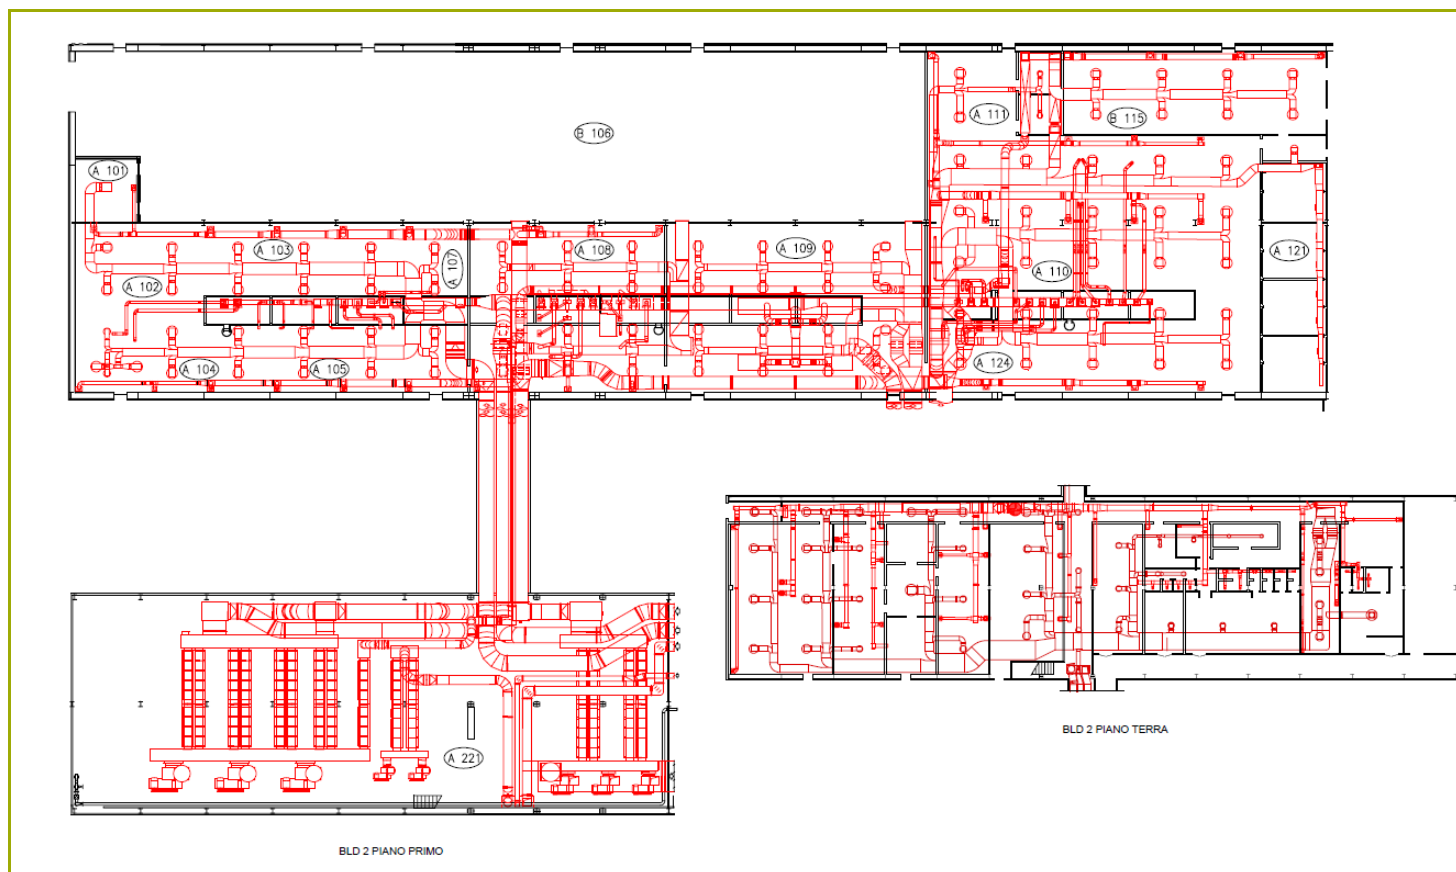 A 111
B 115
B 106
A 101
A 103
A 107
A 108
A 109
A 121
A 102
A 110
A 104
A 105
A 124
BLD 2 PIANO TERRA
A 221
BLD 2 PIANO PRIMO